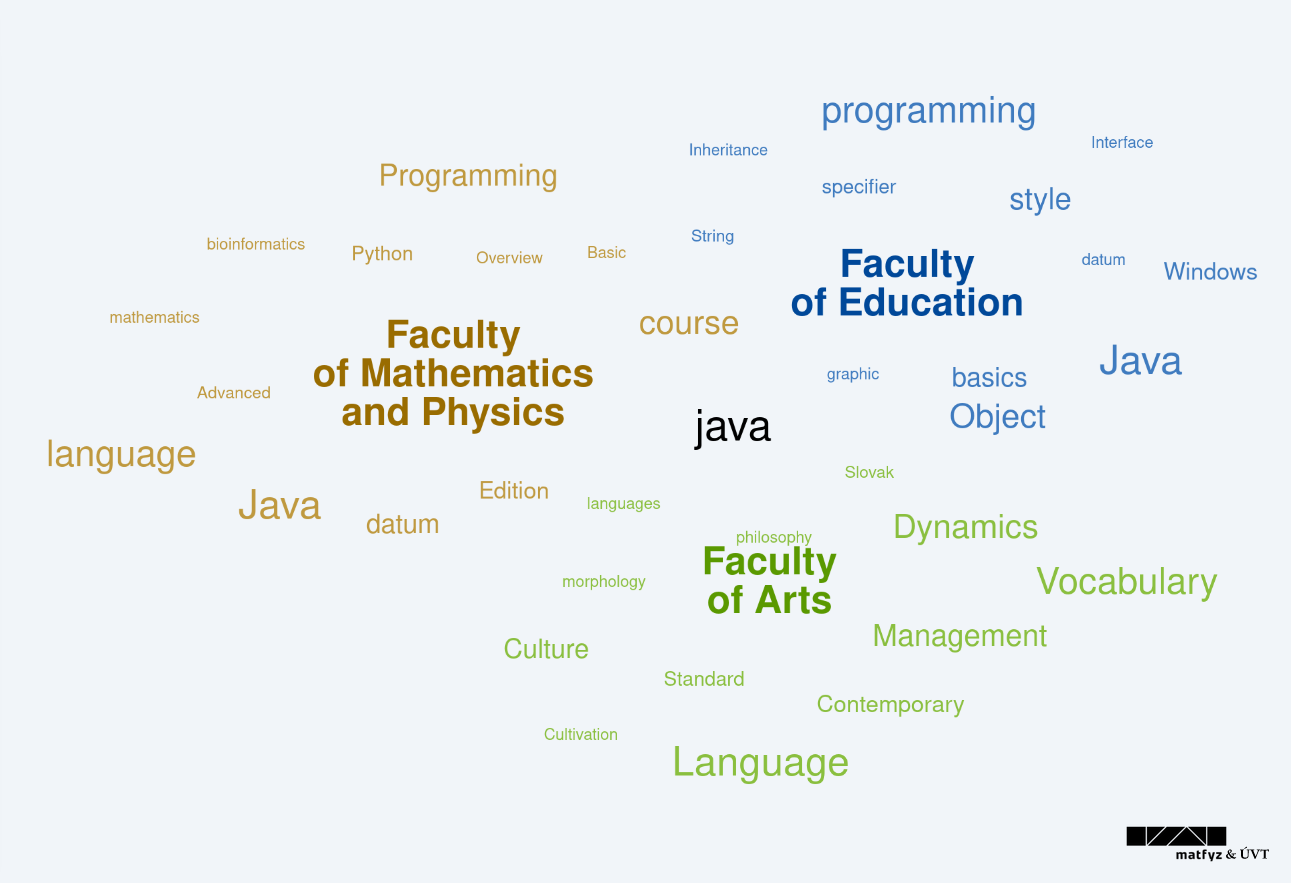 programming
Inheritance
Interface
Programming
specifier
style
String
bioinformatics
Python
Overview
Basic
Faculty
of Education
datum
Windows
mathematics
course
Faculty
of Mathematics
and Physics
Java
graphic
basics
Advanced
Object
java
language
Slovak
Edition
languages
Java
datum
Dynamics
philosophy
Faculty
of Arts
morphology
Vocabulary
Management
Culture
Standard
Contemporary
Cultivation
Language
matfyz & ÚVT